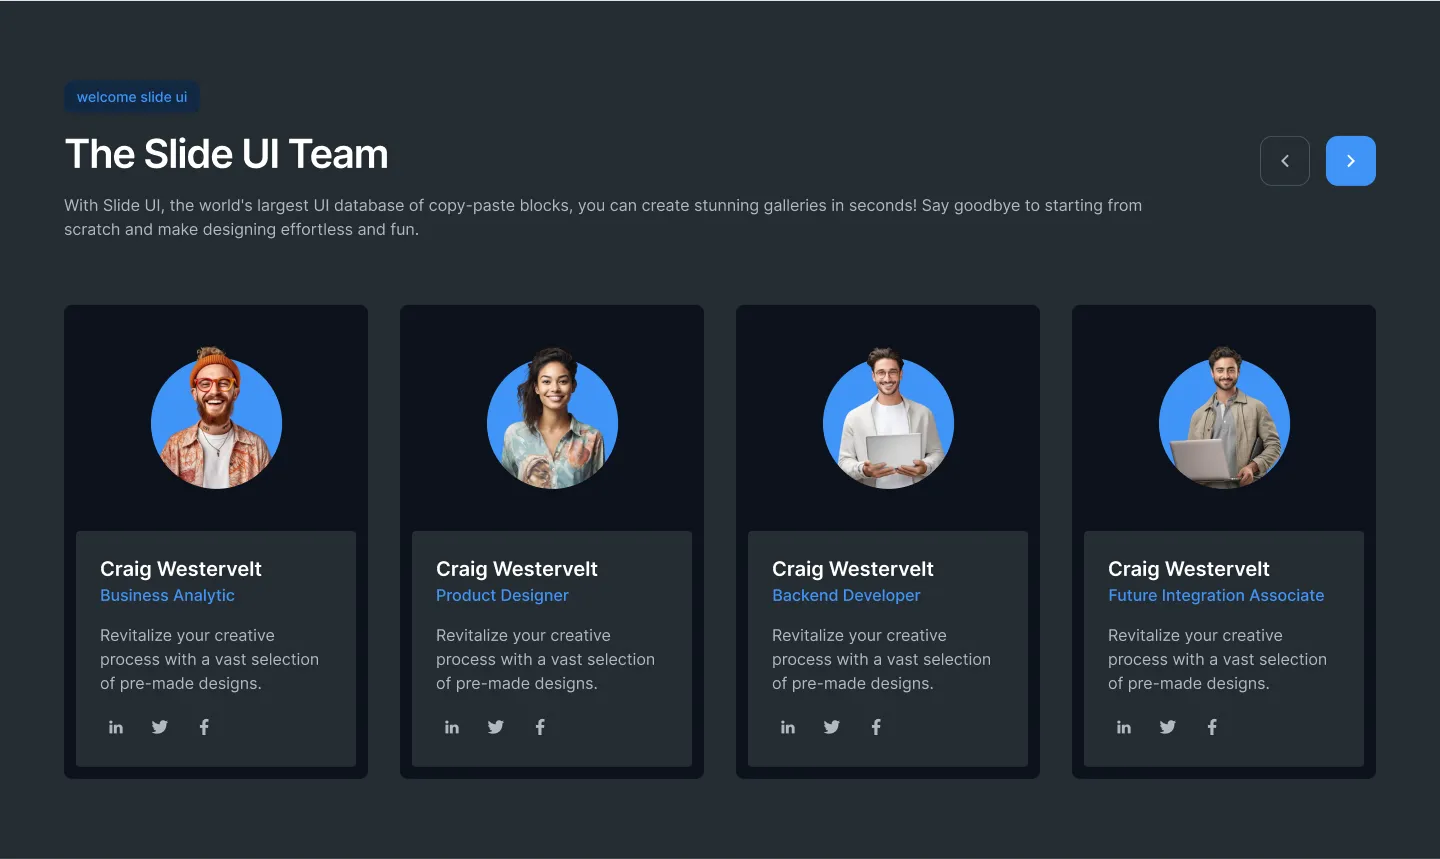 welcome slide ui
The Slide UI Team
With Slide UI, the world's largest UI database of copy-paste blocks, you can create stunning galleries in seconds! Say goodbye to starting from
scratch and make designing effortless and fun.
Craig Westervelt
Business Analytic
Revitalize your creative
process with a vast selection
of pre-made designs.
Craig Westervelt
Product Designer
Revitalize your creative
process with a vast selection
of pre-made designs.
Craig Westervelt
Backend Developer
Revitalize your creative
process with a vast selection
of pre-made designs.
Craig Westervelt
Future Integration Associate
Revitalize your creative
process with a vast selection
of pre-made designs.